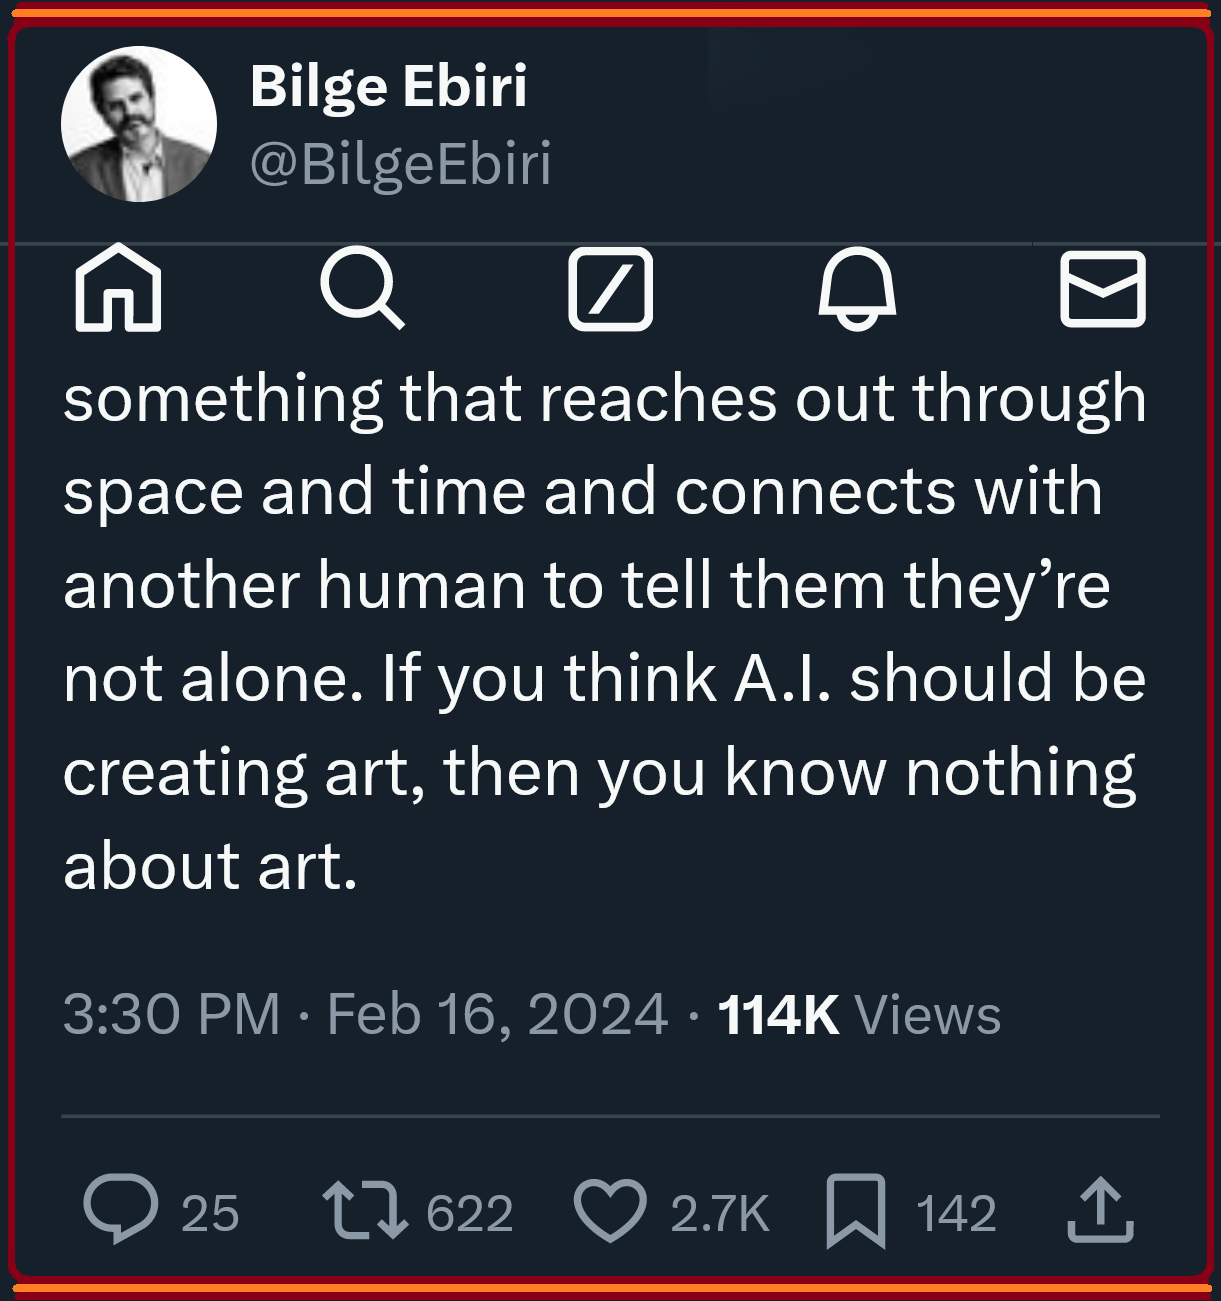 Bilge Ebiri
@BilgeEbiri
something that reaches out through
space and time and connects with
another human to tell them they’re
not alone. If you think A.I. should be
creating art, then you know nothing
about art.
3:30 PM · Feb 16, 2024 · 114K Views
25 622 2.7K 142